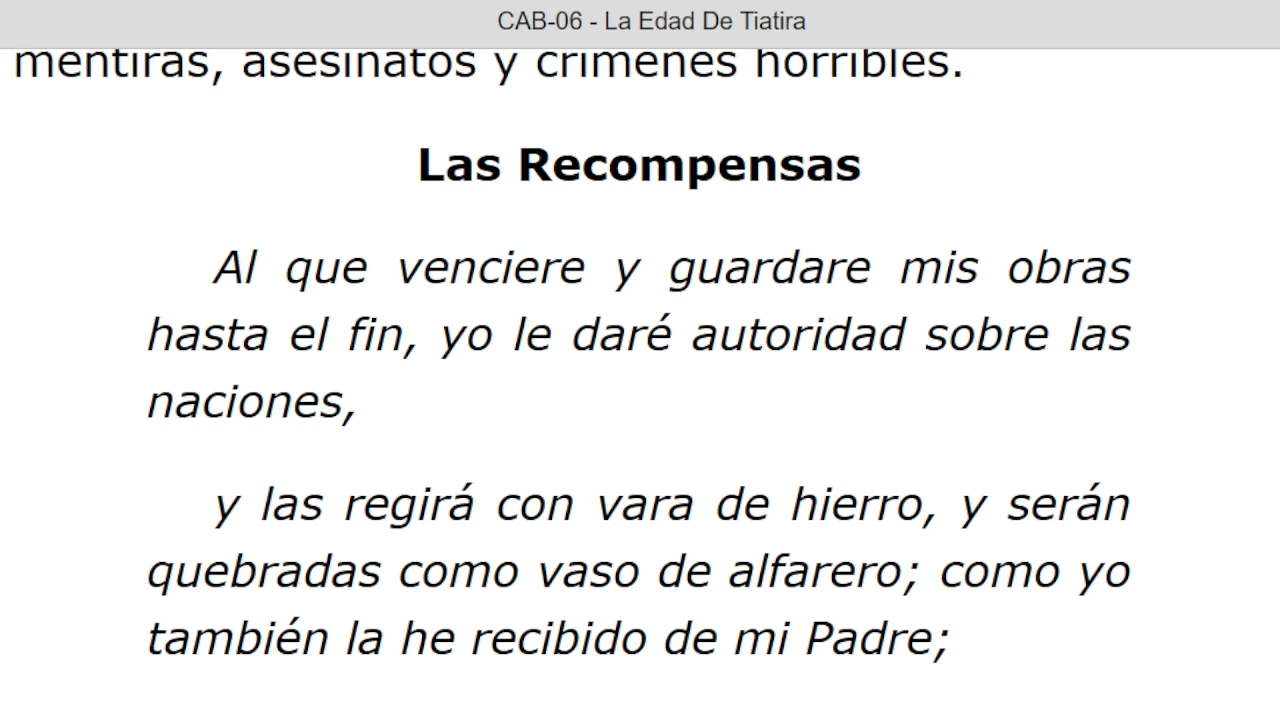 CAB-06 - La Edad De Tiatira
mentiras, asesinatos y crímenes horribles.
Las Recompensas
Al que venciere y guardare mis obras
hasta el fin, yo le daré autoridad sobre las
naciones,
y las regirá con vara de hierro, y serán
quebradas como vaso de alfarero; como yo
también la he recibido de mi Padre;